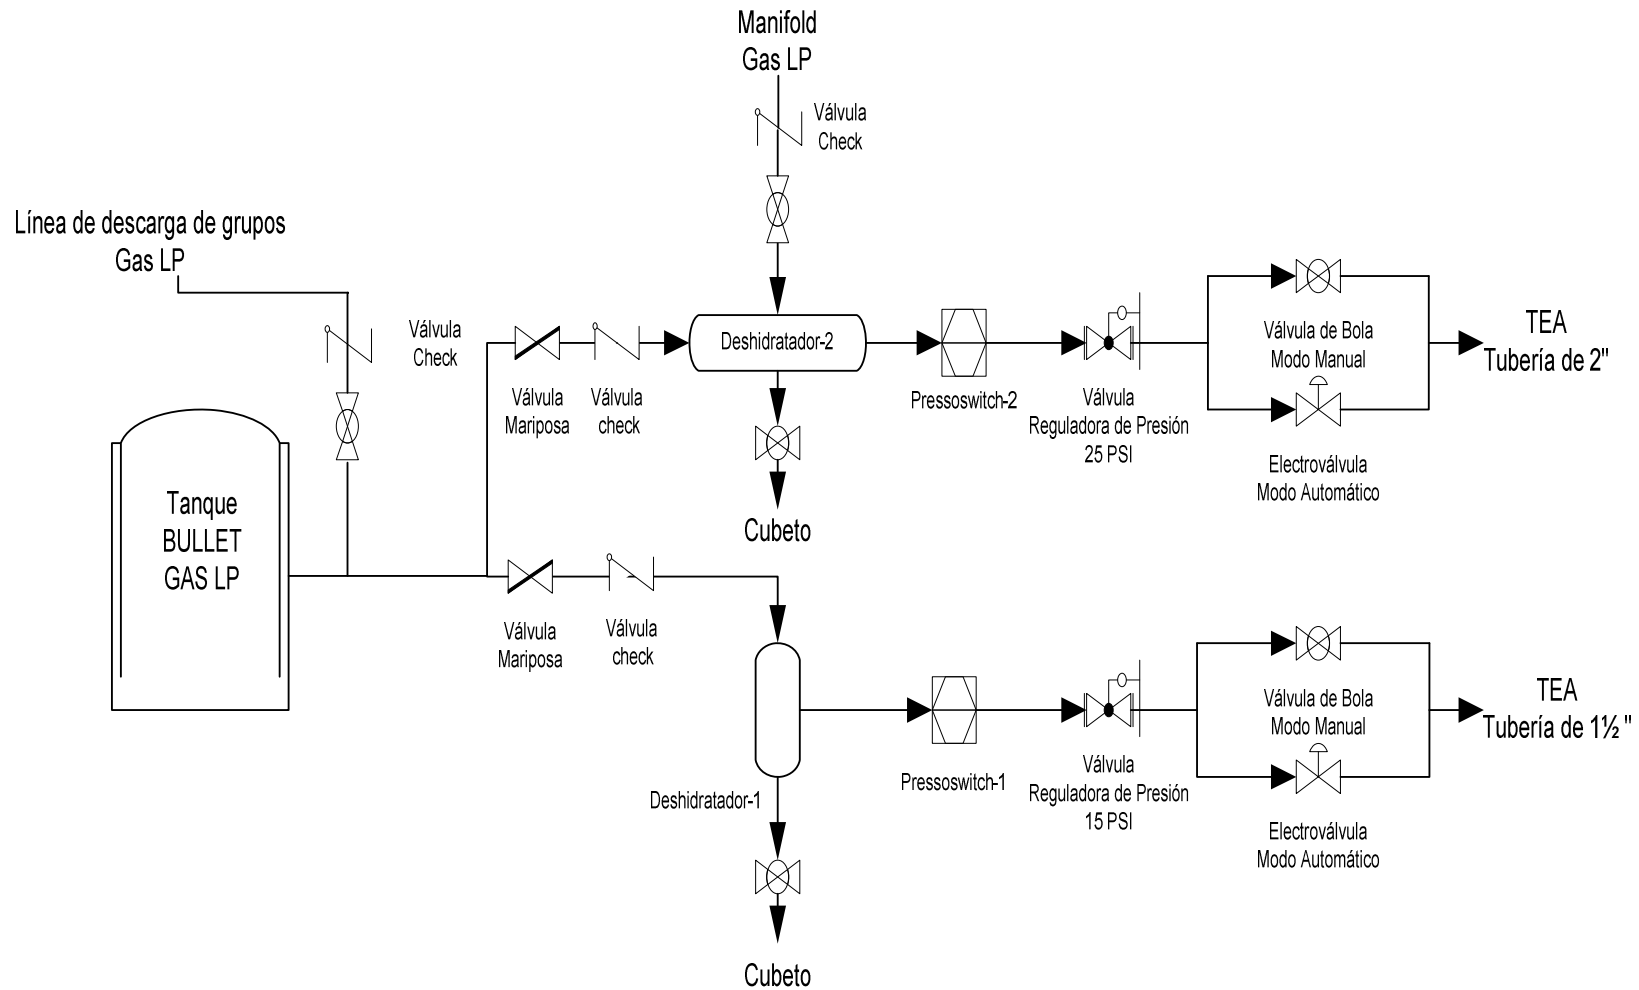 Manifold
Gas LP
Válvula
Check
Línea de descarga de grupos
Gas LP
Válvula
Check
Deshidratador-2
Válvula de Bola
Modo Manual
TEA
Tubería de 2"
Válvula
Mariposa
Válvula
check
Pressoswitch-2
Válvula
Reguladora de Presión
25 PSI
Electroválvula
Modo Automático
Tanque
BULLET
GAS LP
Cubeto
Válvula
Mariposa
Válvula
check
Válvula de Bola
Modo Manual
TEA
Tubería de 1½ "
Deshidratador-1
Pressoswitch-1
Válvula
Reguladora de Presión
15 PSI
Electroválvula
Modo Automático
Cubeto